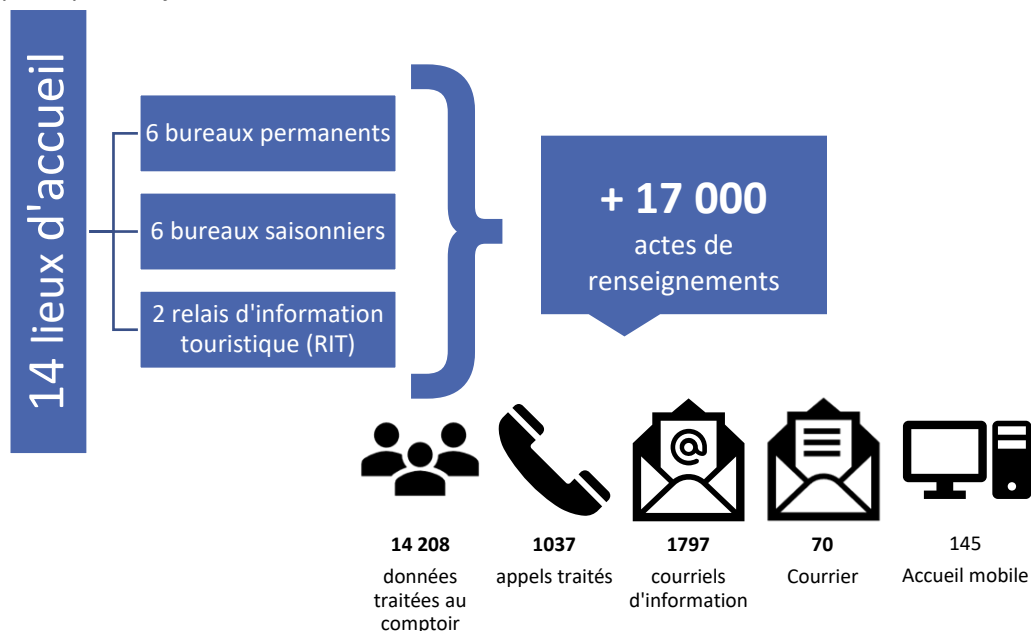 14 lieux d'accueil
6 bureaux permanents
6 bureaux saisonniers
2 relais d'information
touristique (RIT)
+ 17 000
actes de
renseignements
@
14 208
données
traitées au
comptoir
1037
appels traités
1797
courriels
d'information
70
Courrier
145
Accueil mobile